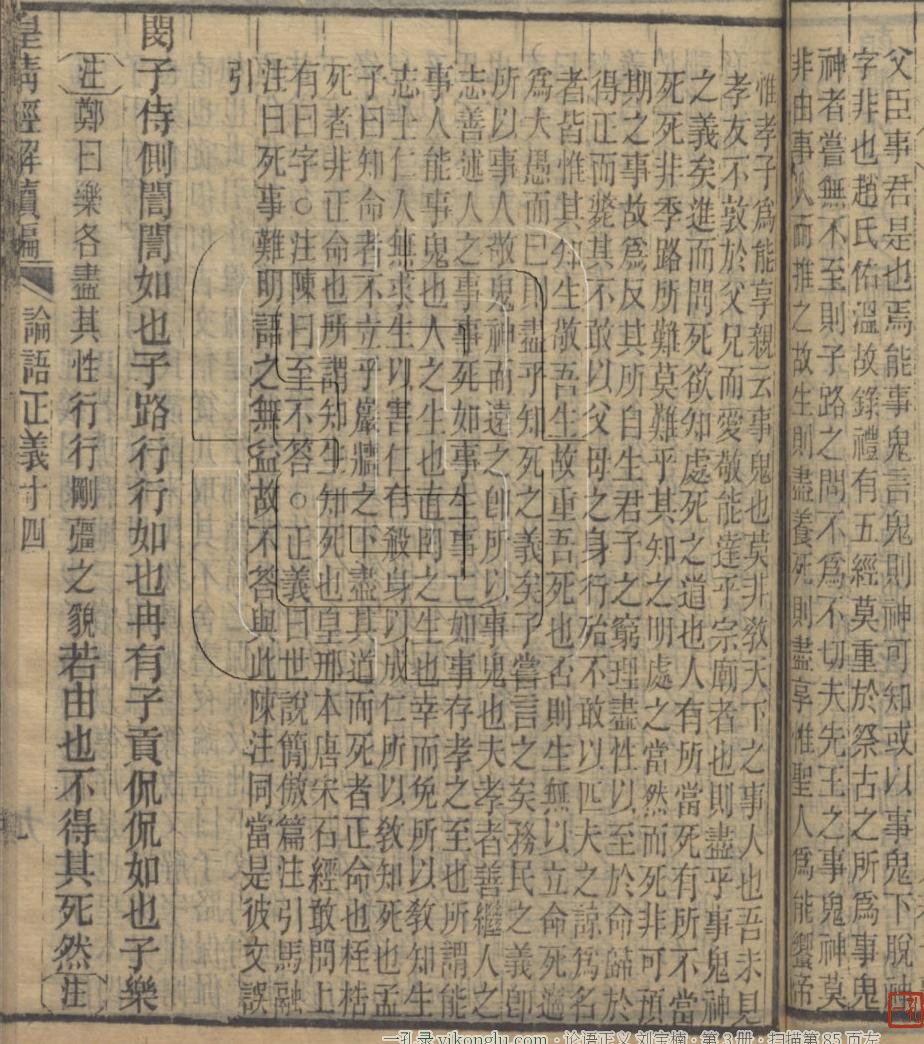 父臣事君是也焉能事鬼言鬼則神可知或以事鬼下脫神
字非也趙氏佑溫故錄禮有五經莫重於祭古之所爲事鬼
神者嘗無不至則子路之問不爲不切夫先王之事鬼神莫
非由事人而推之故生則盡養死則盡享惟聖人爲能饗帝
惟孝子爲能享親云事鬼也莫非教天下之事人也吾未見
孝友不敦於父兄而愛敬能達乎宗廟者也則盡乎事鬼神
之義矣進而問死欲知處死之道也人有所當死有所不當
死死非季路所難莫難乎其知之明處之當然而死非可預
期之事故爲反其所自生君子之窮理盡性以至於命歸於
得正而斃其不敢以父母之身行殆不敢以匹夫之諒爲名
者皆惟其知生敬吾生故重吾死也否則生無以立命死適
爲大愚而已則盡乎知死之義矣子嘗言之矣務民之義卽
所以事人敬鬼神而遠之卽所以事鬼也夫孝者善繼人之
志善述人之事事死如事生事亡如事存孝之至也所謂能
事人能事鬼也人之生也直罔之生也幸而免所以敎知生
志士仁人無求生以害仁有殺身以成仁所以敎知死也孟
子曰知命者不立乎巖牆之下盡其道而死者正命也桎梏
死者非正命也所謂知生知死也皇邢本唐宋石經敢問上
有曰字○注陳曰至不答○正義曰世說簡傲篇注引馬融
注曰死事難明語之無益故不答與此陳注同當是彼文誤
引
閔子侍側誾誾如也子路行行如也冉有子貢侃侃如也子樂
注鄭曰樂各盡其性行行剛彊之貌若由也不得其死然注
皇清經解續編 論語正義十四
九
一孔录 yikonglu.com · 论语正义 刘宝楠 · 第 3 册 · 扫描第 85 页左